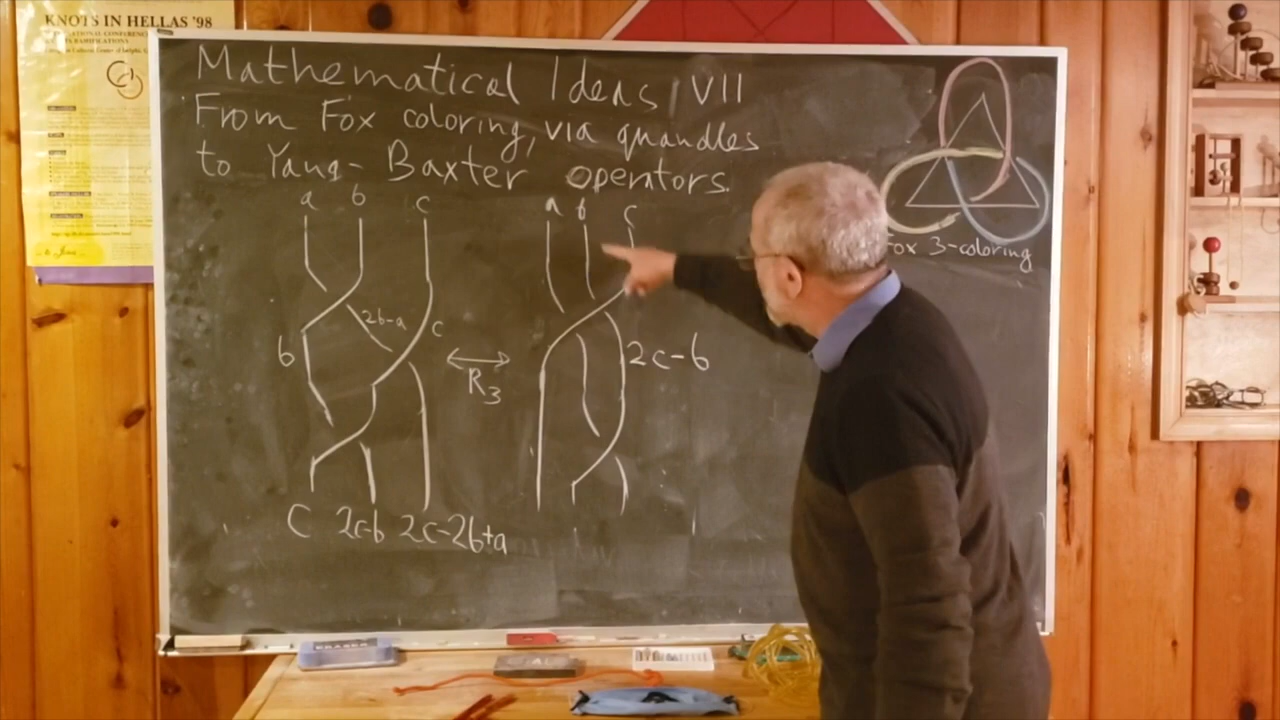 KNOTS IN HELLAS '98
Mathematical Ideas, VII
From Fox coloring, via quandles
to Yang-Baxter operators.
a b c
a b c
2b-a
c
b
R3
2c-b
C 2c-b 2c-2b+a
Fox 3-coloring